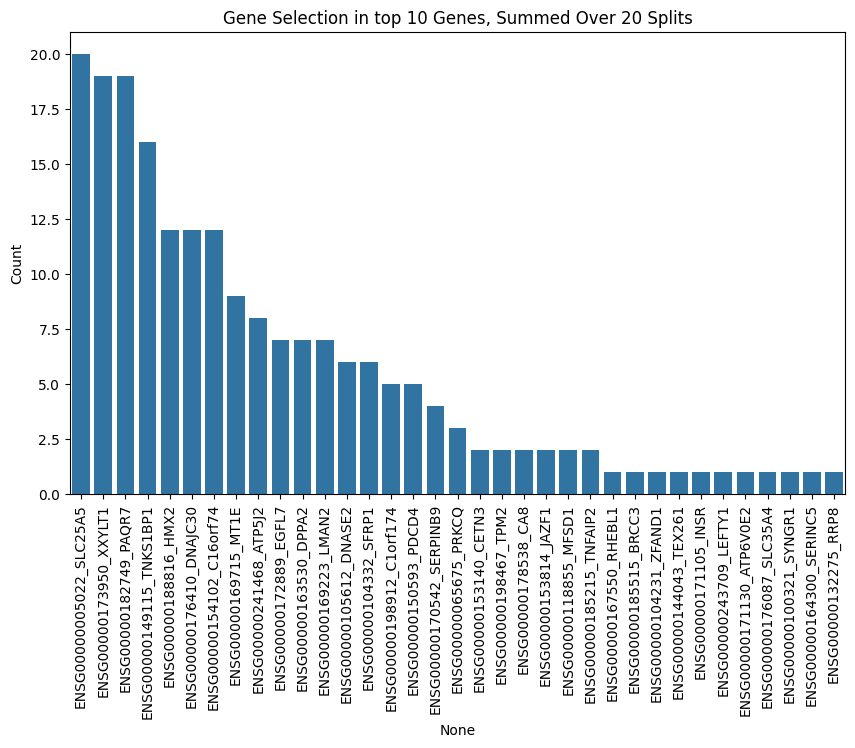 Gene Selection in top 10 Genes, Summed Over 20 Splits
20.0
17.5
15.0
12.5
10.0
7.5
5.0
2.5
0.0
Count
ENSG00000005022_SLC25A5
ENSG00000173950_XXYLT1
ENSG00000182749_PAQR7
ENSG00000149115_TNKS1BP1
ENSG00000188816_HMX2
ENSG00000176410_DNAJC30
ENSG00000154102_C16orf74
ENSG00000169715_MT1E
ENSG00000241468_ATP5J2
ENSG00000172889_EGFL7
ENSG00000163530_DPPA2
ENSG00000169223_LMAN2
ENSG00000105612_DNASE2
ENSG00000104332_SFRP1
ENSG00000198912_C1orf174
ENSG00000150593_PDCD4
ENSG00000170542_SERPINB9
ENSG00000065675_PRKCQ
ENSG00000153140_CETN3
ENSG00000198467_TPM2
ENSG00000178538_CA8
ENSG00000153814_JAZF1
ENSG00000118855_MFSD1
ENSG00000185215_TNFAIP2
ENSG00000167550_RHEBL1
ENSG00000185515_BRCC3
ENSG00000104231_ZFAND1
ENSG00000144043_TEX261
ENSG00000171105_INSR
ENSG00000243709_LEFTY1
ENSG00000171130_ATP6V0E2
ENSG00000176087_SLC35A4
ENSG00000100321_SYNGR1
ENSG00000164300_SERINC5
ENSG00000132275_RRP8
None